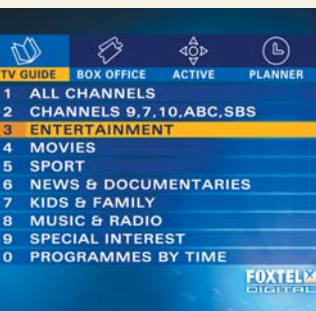 TV GUIDE BOX OFFICE ACTIVE PLANNER
1 ALL CHANNELS
2 CHANNELS 9,7,10,ABC,SBS
3 ENTERTAINMENT
4 MOVIES
5 SPORT
6 NEWS & DOCUMENTARIES
7 KIDS & FAMILY
8 MUSIC & RADIO
9 SPECIAL INTEREST
0 PROGRAMMES BY TIME
FOXTEL
DIGITAL